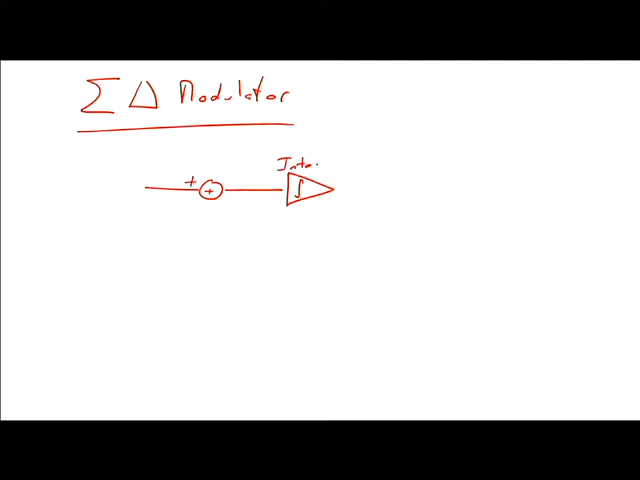 Σ Δ Modulator
Inte.
+
+
∫